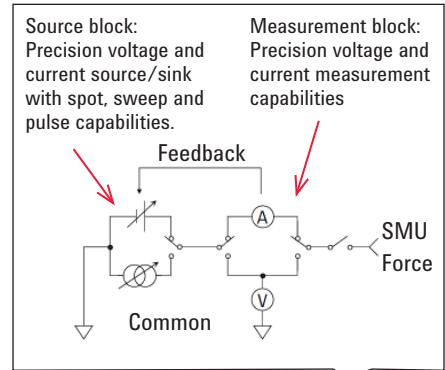 Source block:
Precision voltage and
current source/sink
with spot, sweep and
pulse capabilities.
Measurement block:
Precision voltage and
current measurement
capabilities
Feedback
A
SMU
Force
V
Common